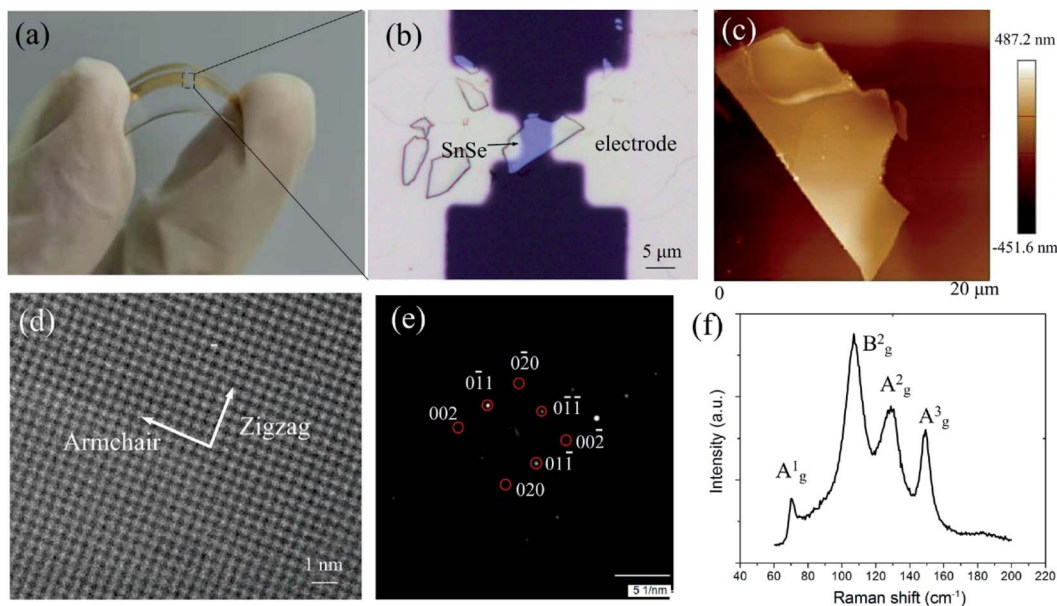 (a)
(b)
SnSe
electrode
5 μm
(c)
487.2 nm
-451.6 nm
0
20 μm
(d)
Armchair
Zigzag
1 nm
(e)
02̅0
01̅1
01̅1̅
002
002̅
011̅
020
5 1/nm
(f)
B²g
A²g
A³g
A¹g
Intensity (a.u.)
40 60 80 100 120 140 160 180 200 220
Raman shift (cm⁻¹)